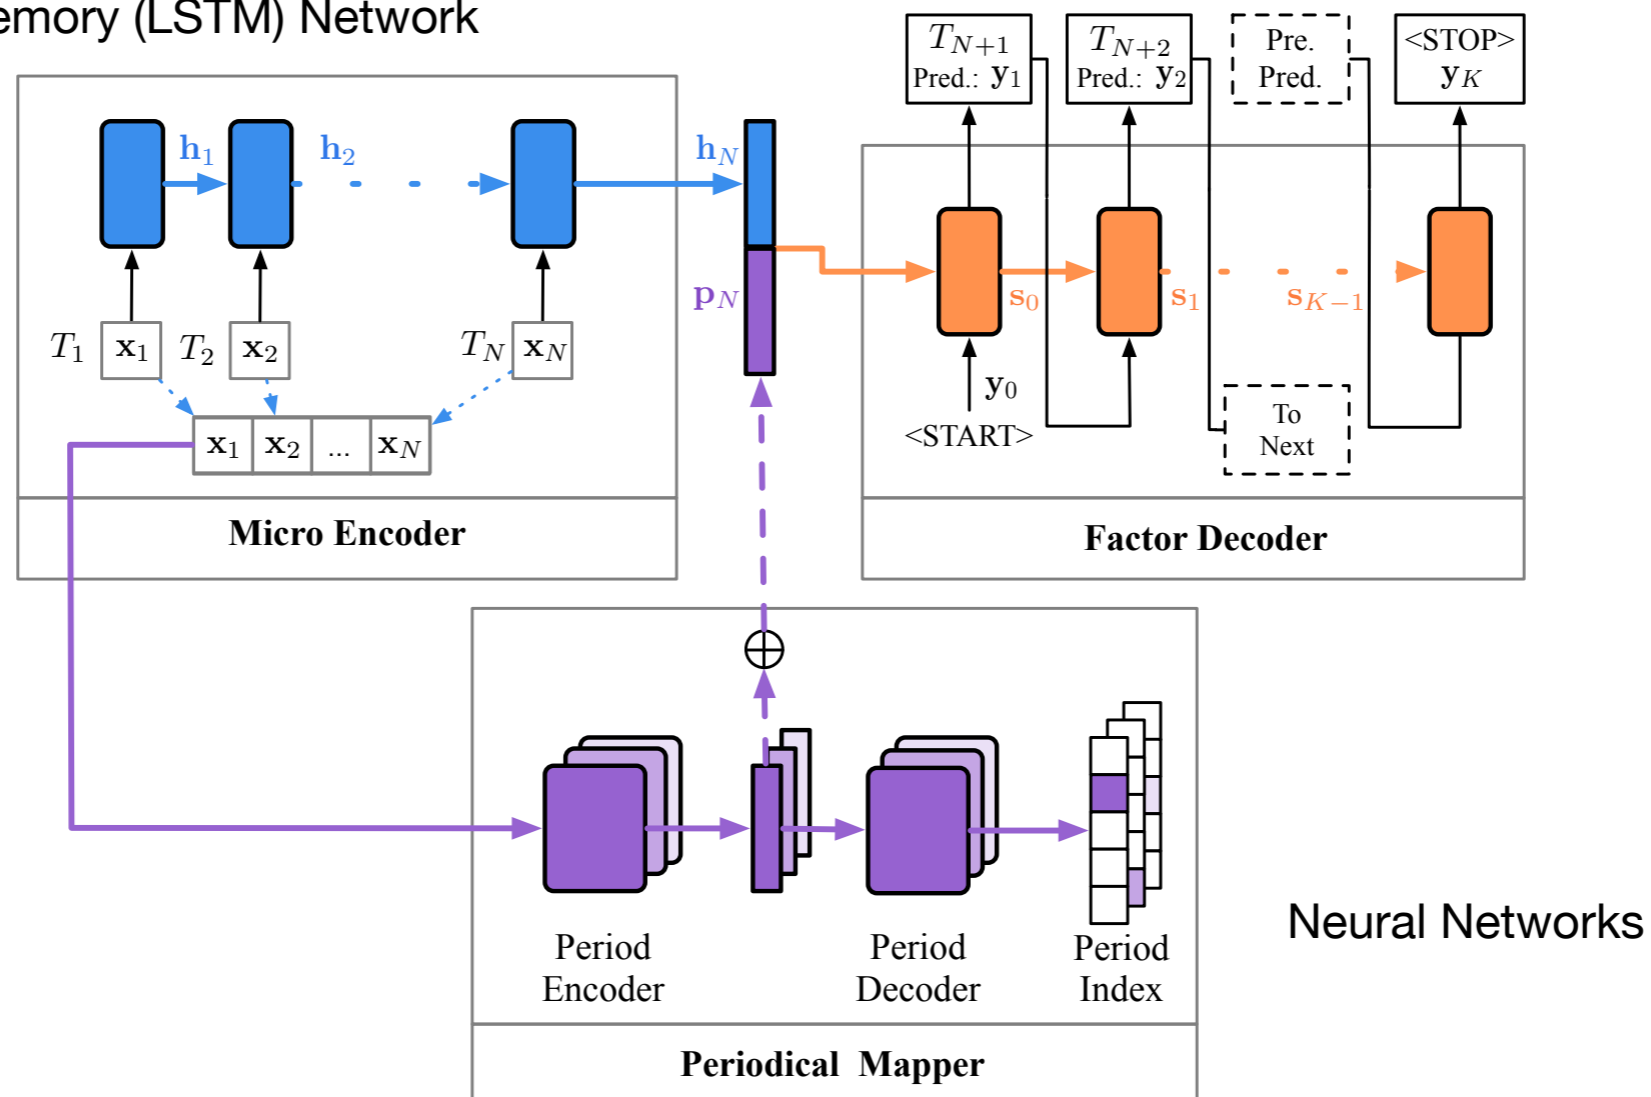 emory (LSTM) Network
T_{N+1}
Pred.: y_1
T_{N+2}
Pred.: y_2
Pre.
Pred.
<STOP>
y_K
h_1
h_2
h_N
p_N
T_1 x_1
T_2 x_2
T_N x_N
x_1 x_2 ... x_N
s_0
s_1
s_{K-1}
y_0
<START>
To
Next
Micro Encoder
Factor Decoder
Period
Encoder
Period
Decoder
Period
Index
Neural Networks
Periodical Mapper